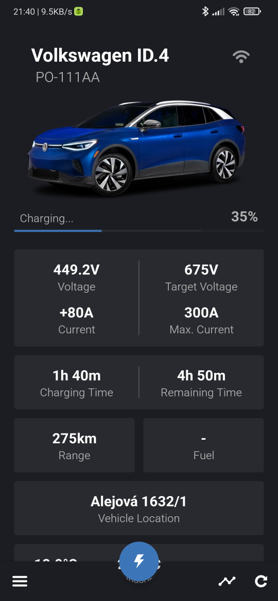 21:40 | 9.5KB/s
Volkswagen ID.4
PO-111AA
Charging...
35%
449.2V
675V
Voltage
Target Voltage
+80A
300A
Current
Max. Current
1h 40m
4h 50m
Charging Time
Remaining Time
275km
-
Range
Fuel
Alejová 1632/1
Vehicle Location